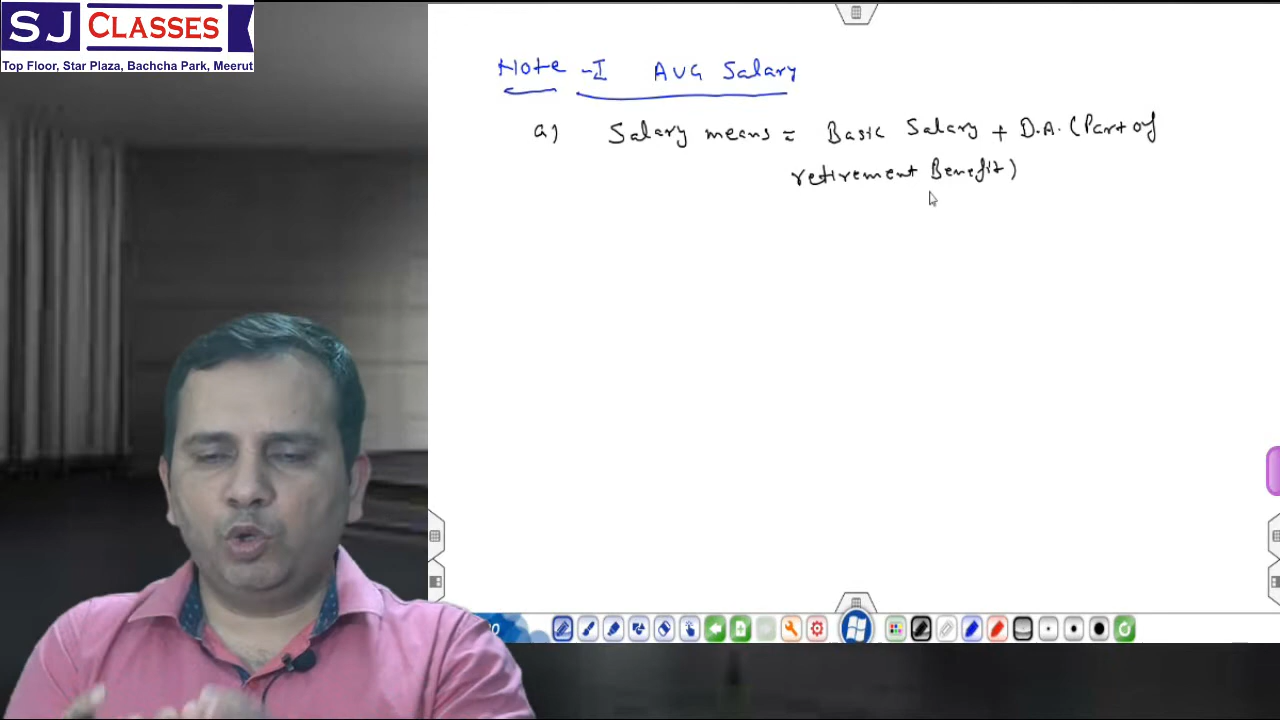 SJ CLASSES
Top Floor, Star Plaza, Bachcha Park, Meerut
Note -I AVG Salary
a) Salary means = Basic Salary + D.A. (Part of
retirement Benefit)